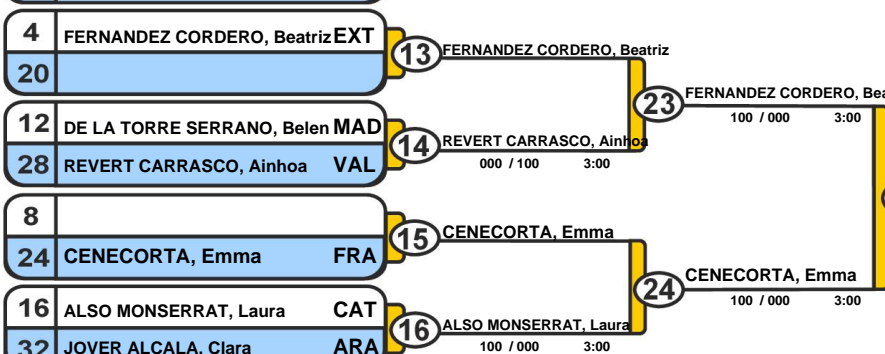 4 FERNANDEZ CORDERO, Beatriz EXT
20
13 FERNANDEZ CORDERO, Beatriz
12 DE LA TORRE SERRANO, Belen MAD
28 REVERT CARRASCO, Ainhoa VAL
14 REVERT CARRASCO, Ainhoa
000 / 100 3:00
23 FERNANDEZ CORDERO,
100 / 000 3:00
8
24 CENECORTA, Emma FRA
15 CENECORTA, Emma
16 ALSO MONSERRAT, Laura CAT
32 JOVER ALCALA, Clara ARA
16 ALSO MONSERRAT, Laura
100 / 000 3:00
24 CENECORTA, Emma
100 / 000 3:00